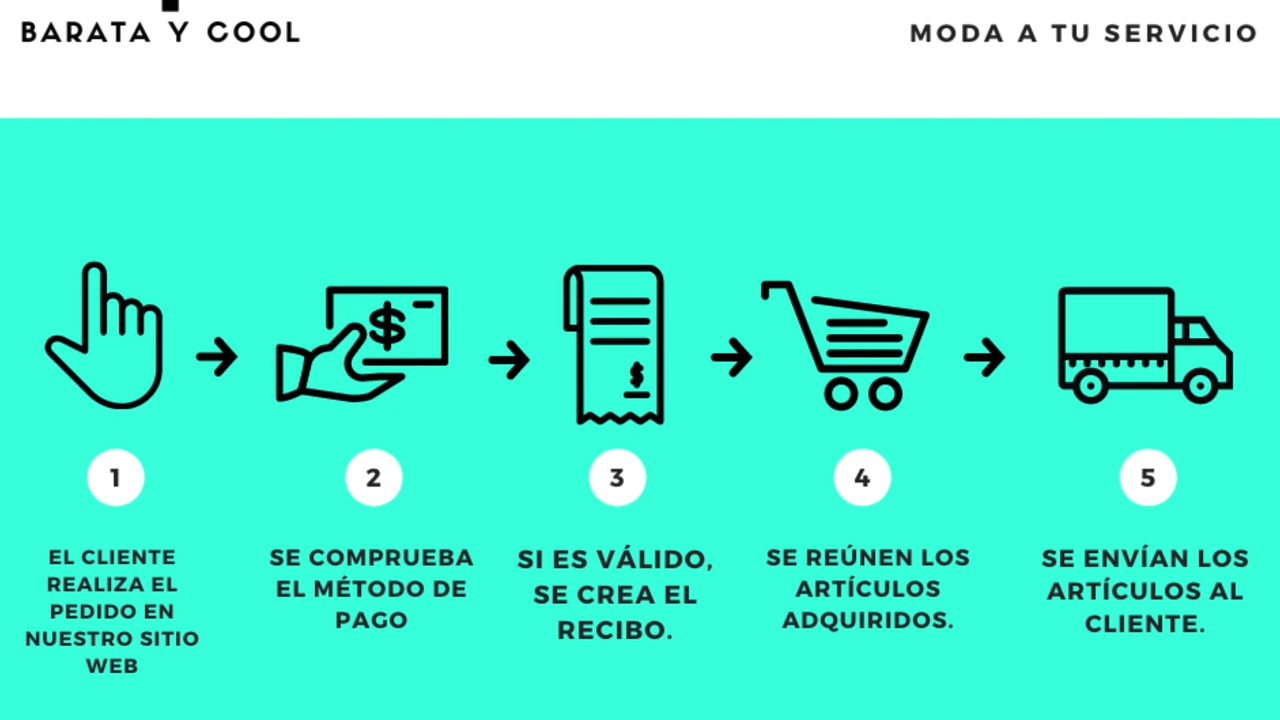 BARATA Y COOL
MODA A TU SERVICIO
$
$
1
EL CLIENTE
REALIZA EL
PEDIDO EN
NUESTRO SITIO
WEB
2
SE COMPRUEBA
EL MÉTODO DE
PAGO
3
SI ES VÁLIDO,
SE CREA EL
RECIBO.
4
SE REÚNEN LOS
ARTÍCULOS
ADQUIRIDOS.
5
SE ENVÍAN LOS
ARTÍCULOS AL
CLIENTE.